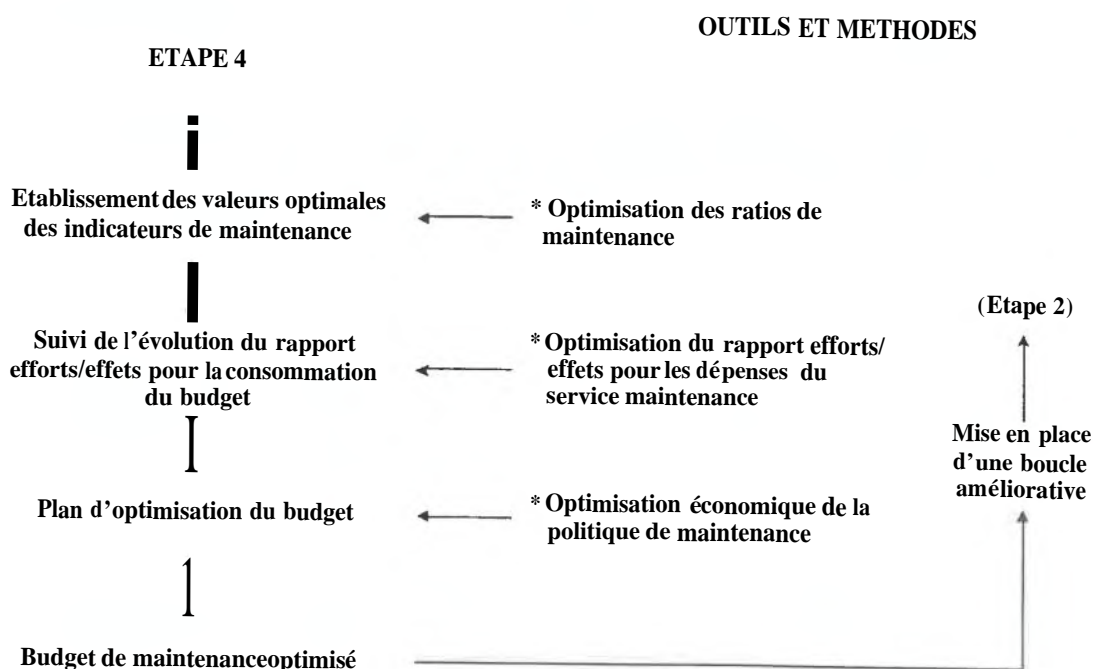 OUTILS ET METHODES
ETAPE 4
Etablissement des valeurs optimales
des indicateurs de maintenance
* Optimisation des ratios de
maintenance
(Etape 2)
Suivi de l'évolution du rapport
efforts/effets pour la consommation
du budget
* Optimisation du rapport efforts/
effets pour les dépenses du
service maintenance
Mise en place
d'une boucle
améliorative
Plan d'optimisation du budget
* Optimisation économique de la
politique de maintenance
Budget de maintenanceoptimisé